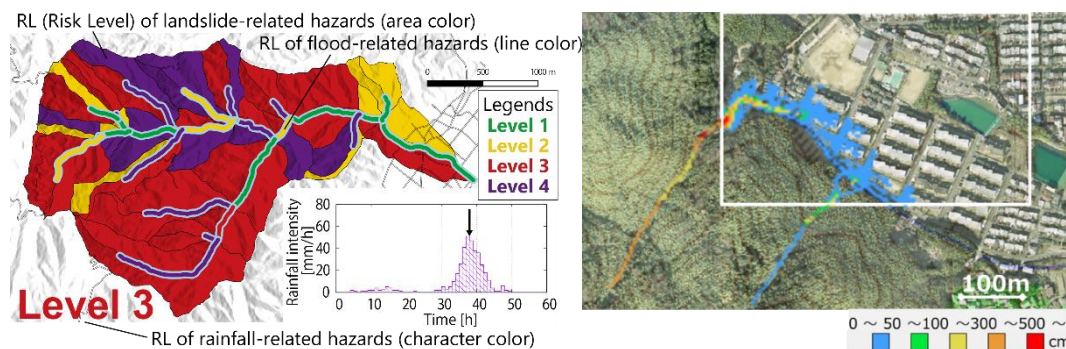 RL (Risk Level) of landslide-related hazards (area color)
RL of flood-related hazards (line color)
0 500 1000 m
Legends
Level 1
Level 2
Level 3
Level 4
Rainfall intensity
[mm/h]
80
60
40
20
0
0 10 20 30 40 50 60
Time [h]
Level 3
RL of rainfall-related hazards (character color)
100m
0 ～ 50 ～100 ～300 ～500 ～
cm